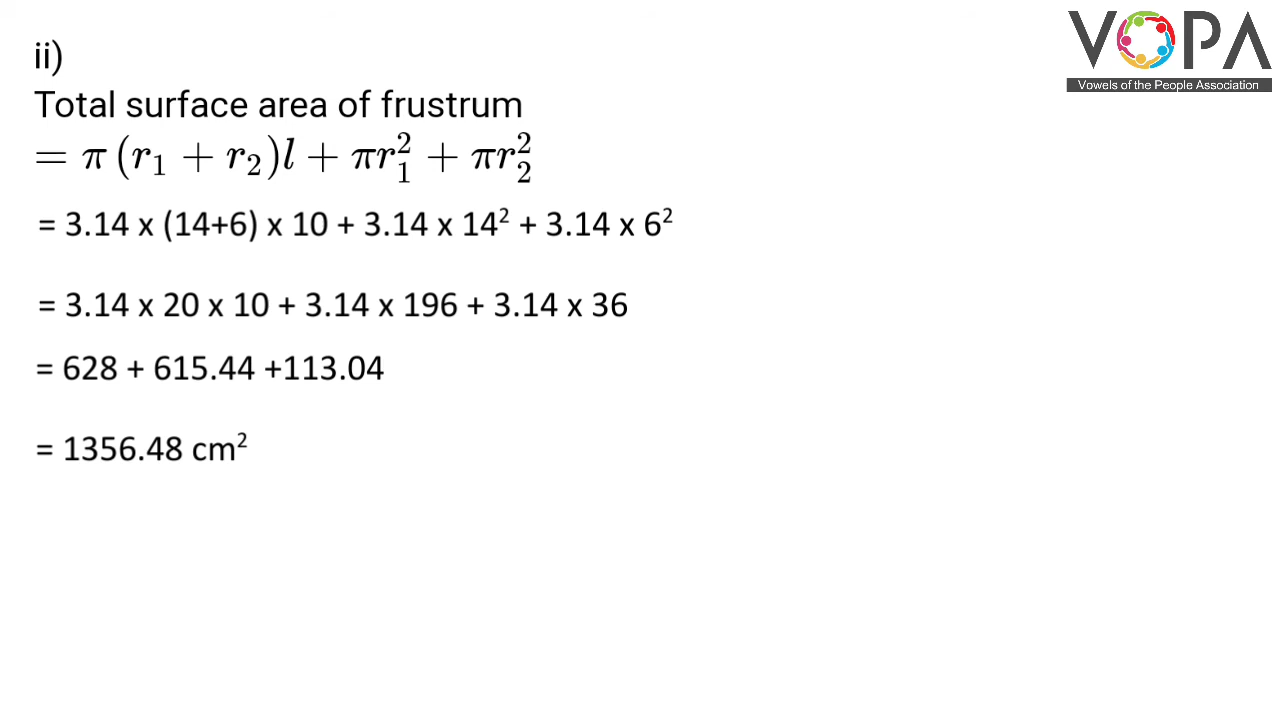 VOPA
Vowels of the People Association
ii)
Total surface area of frustrum
= π (r₁ + r₂)l + πr₁² + πr₂²
= 3.14 x (14+6) x 10 + 3.14 x 14² + 3.14 x 6²
= 3.14 x 20 x 10 + 3.14 x 196 + 3.14 x 36
= 628 + 615.44 +113.04
= 1356.48 cm²